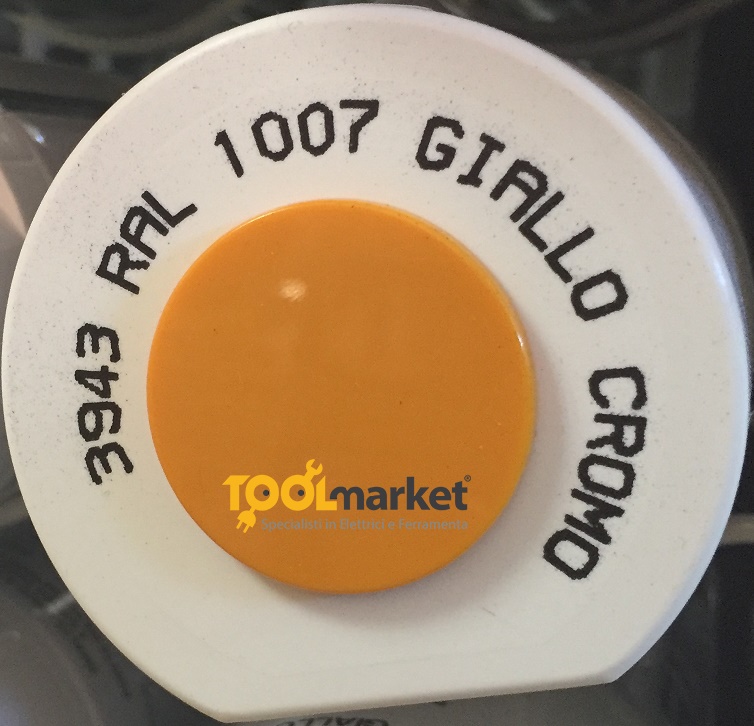 3943 RAL 1007 GIALLO CROMO
TOOLmarket®
Specialisti in Elettrici e Ferramenta